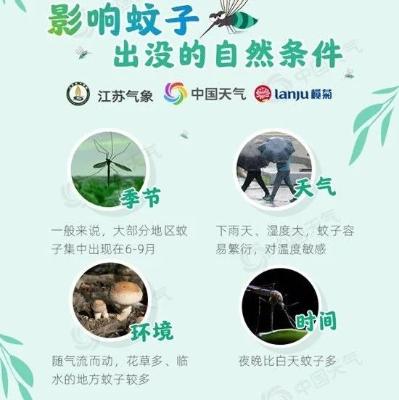 影响蚊子
出没的自然条件
江苏气象 中国天气 lanju 榄菊
季节
一般来说，大部分地区蚊
子集中出现在6-9月
天气
下雨天、湿度大，蚊子容
易繁衍，对温度敏感
环境
随气流而动，花草多、临
水的地方蚊子较多
时间
夜晚比白天蚊子多
中国天气